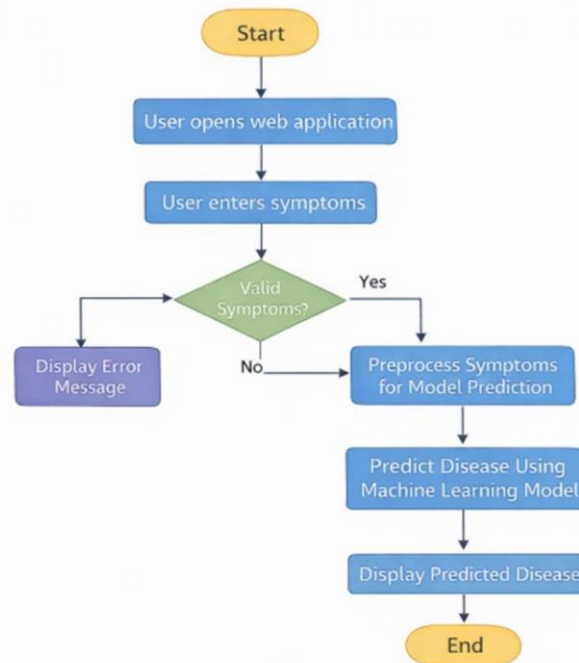 Start
User opens web application
User enters symptoms
Valid
Symptoms?
Yes
No
Display Error
Message
Preprocess Symptoms
for Model Prediction
Predict Disease Using
Machine Learning Model
Display Predicted Disease
End